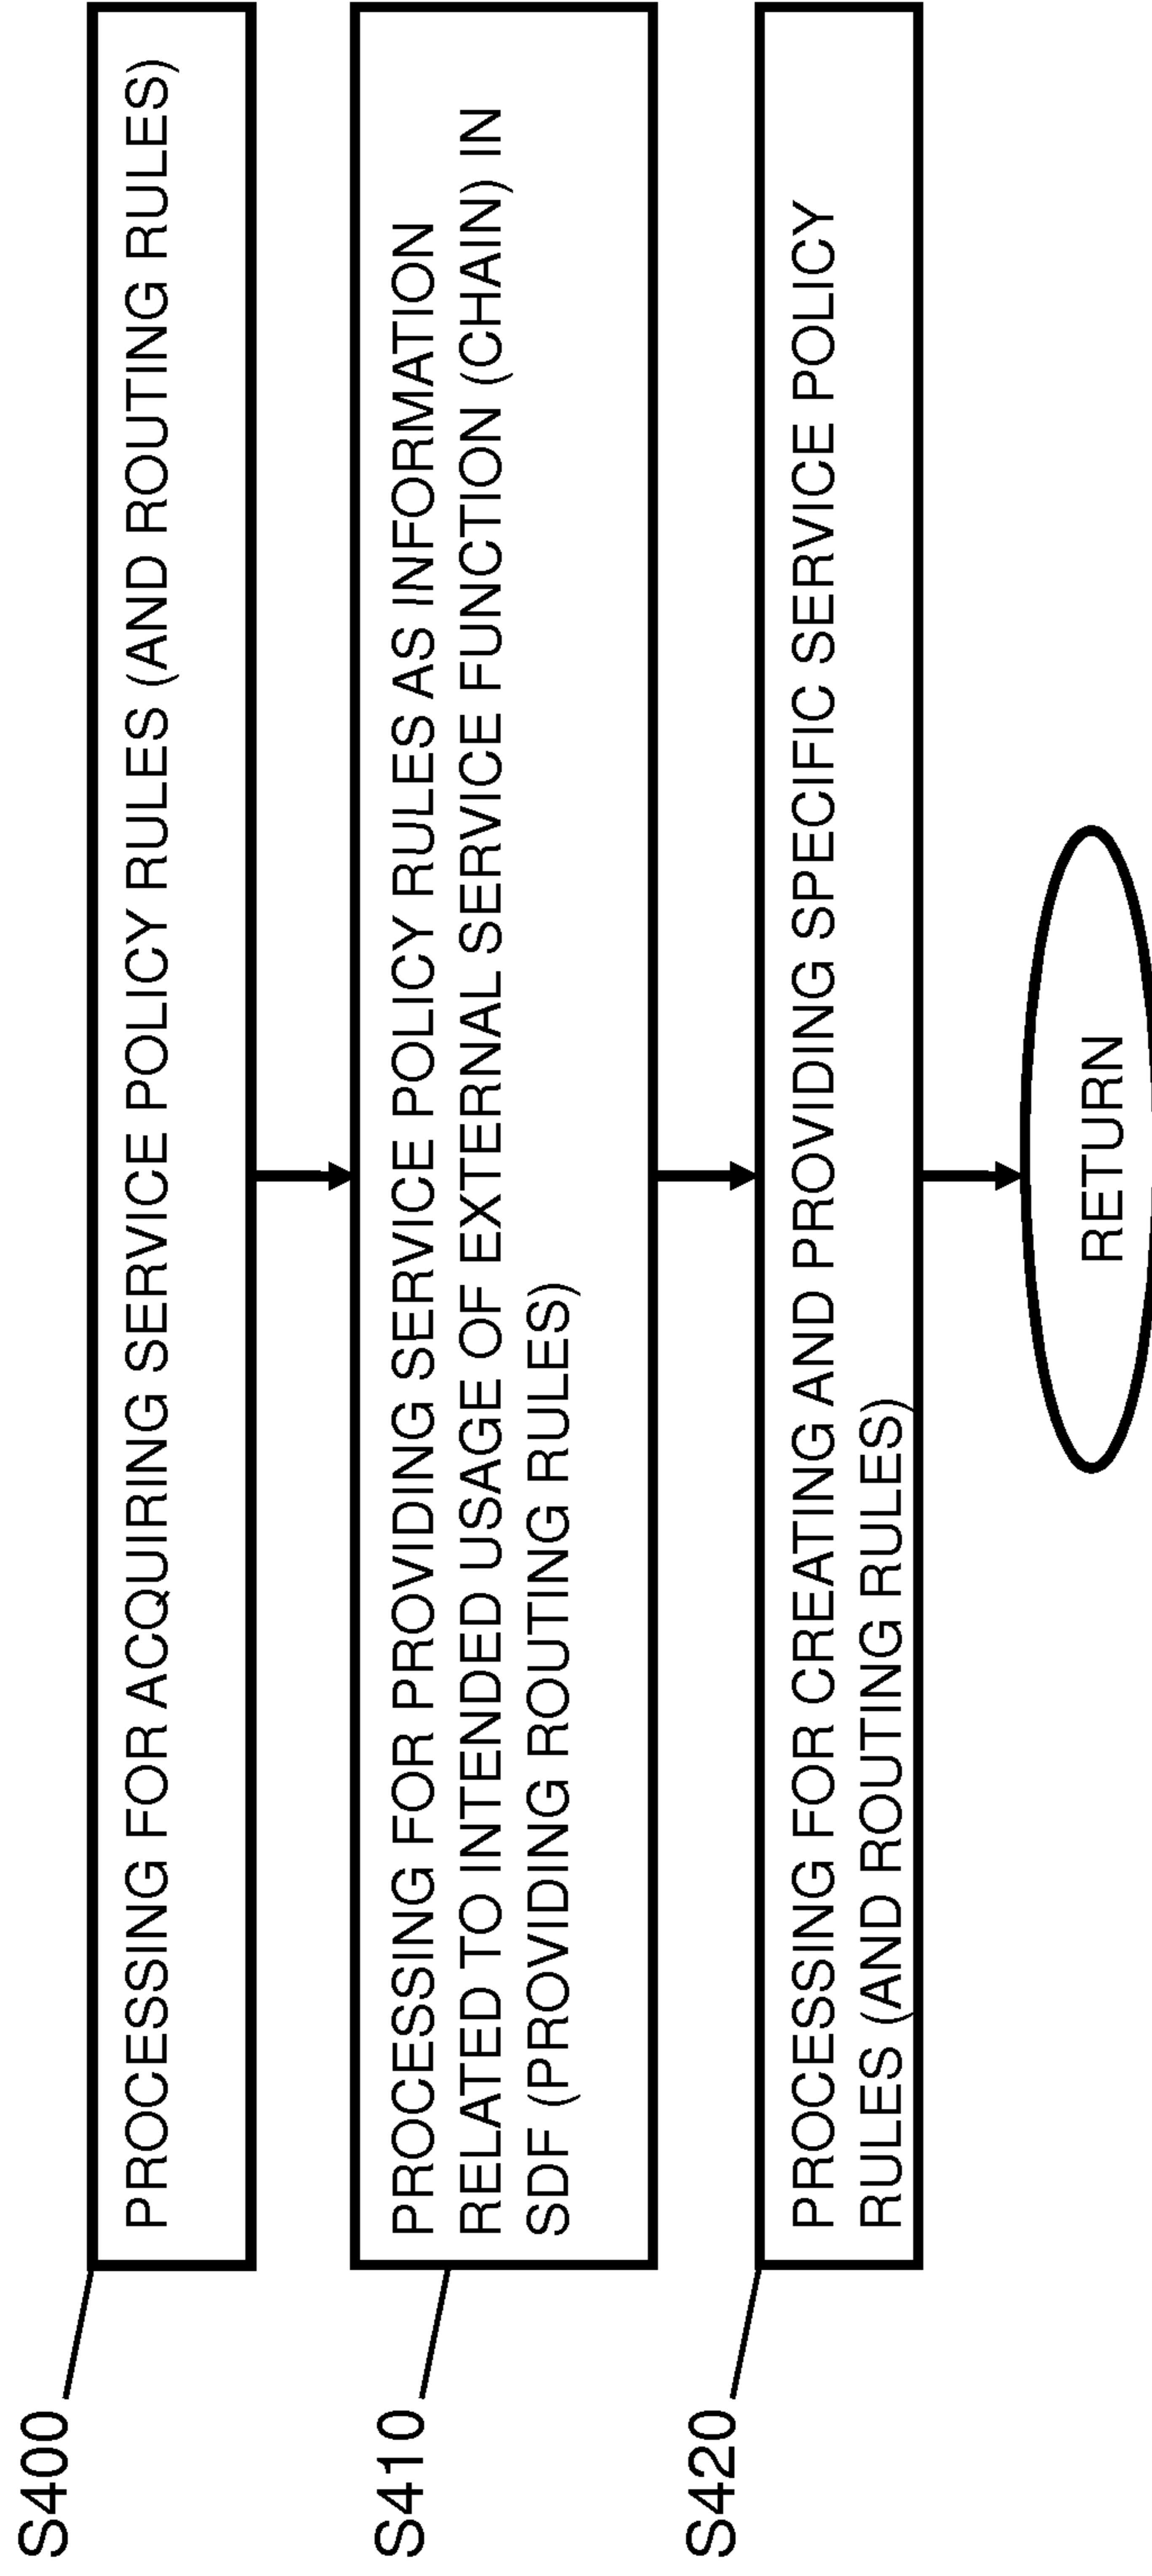 S400
PROCESSING FOR ACQUIRING SERVICE POLICY RULES (AND ROUTING RULES)
S410
PROCESSING FOR PROVIDING SERVICE POLICY RULES AS INFORMATION
RELATED TO INTENDED USAGE OF EXTERNAL SERVICE FUNCTION (CHAIN) IN
SDF (PROVIDING ROUTING RULES)
S420
PROCESSING FOR CREATING AND PROVIDING SPECIFIC SERVICE POLICY
RULES (AND ROUTING RULES)
RETURN